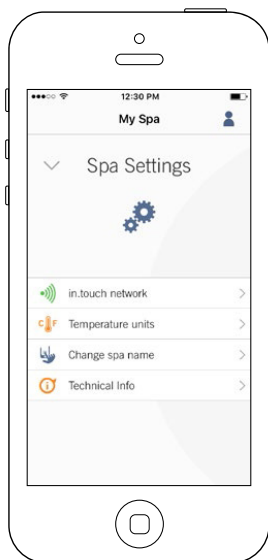 12:30 PM
My Spa
Spa Settings
in.touch network
C F Temperature units
Change spa name
Technical Info